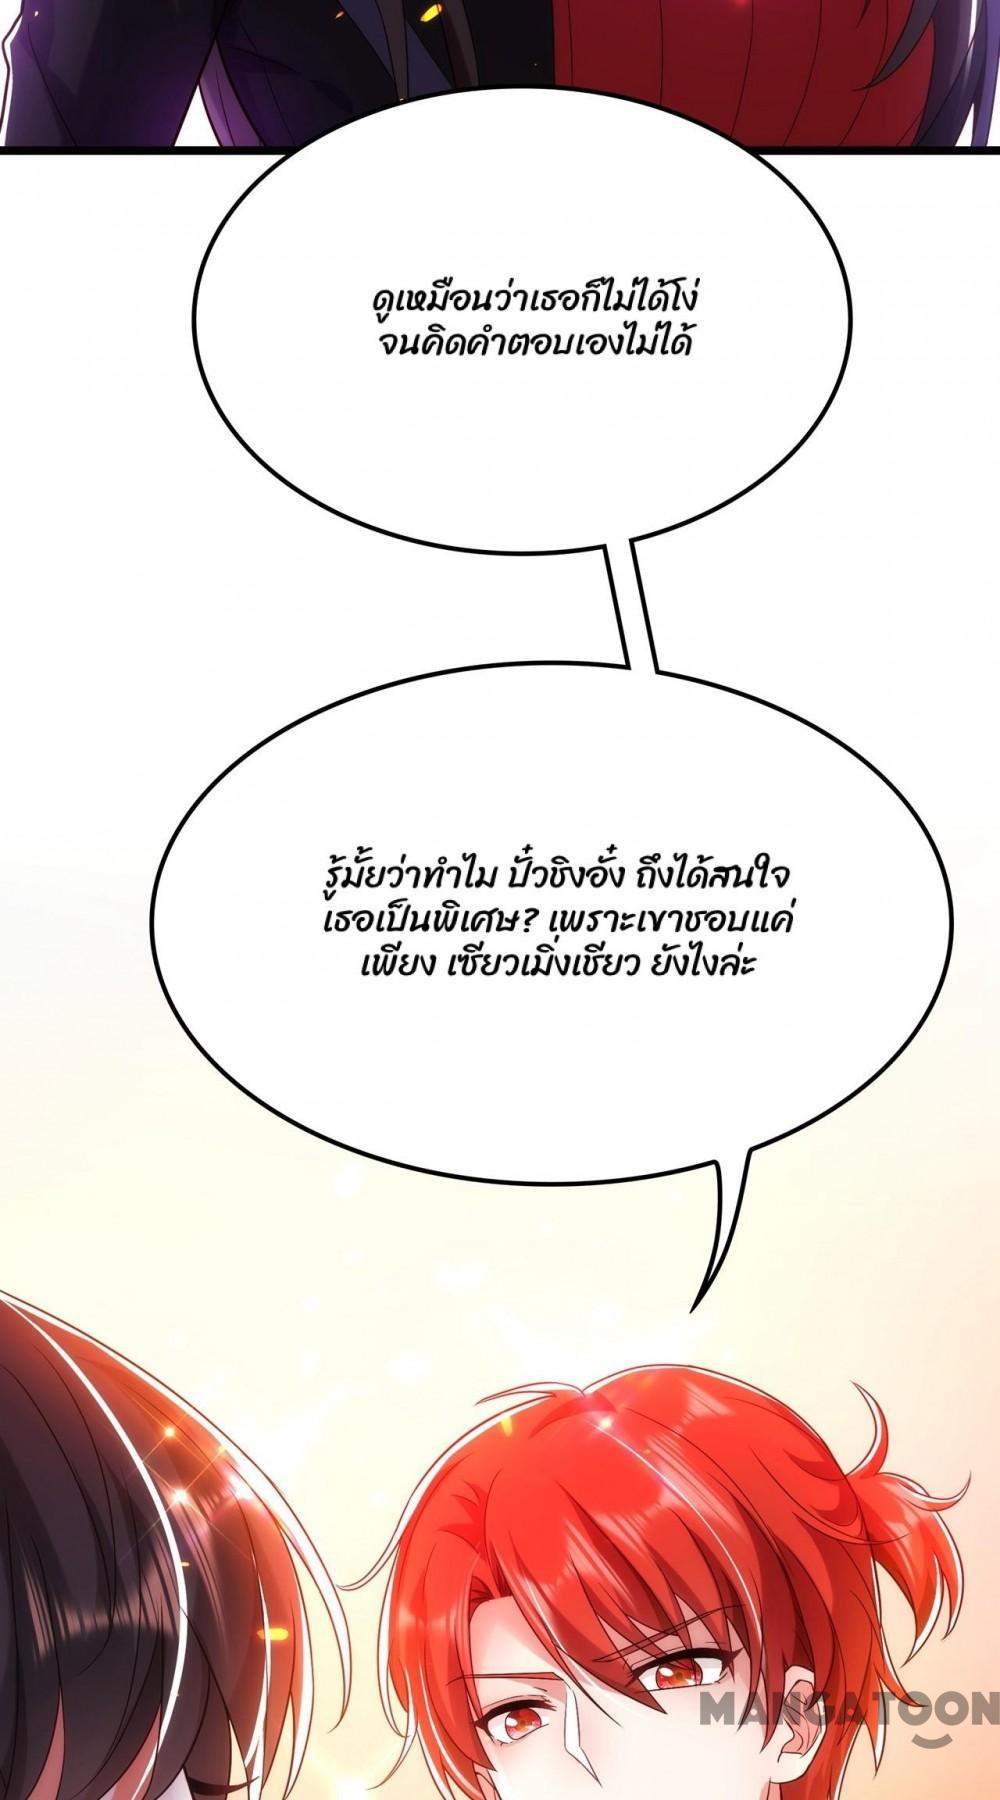 ดูเหมือนว่าเธอก็ไม่ได้โง่
จนคิดคำตอบเองไม่ได้
รู้มั้ยว่าทำไม ปั๋วชิงอั๋ง ถึงได้สนใจ
เธอเป็นพิเศษ? เพราะเขาชอบแค่
เพียง เซียวเมิ่งเชียว ยังไงล่ะ
MANGATOON